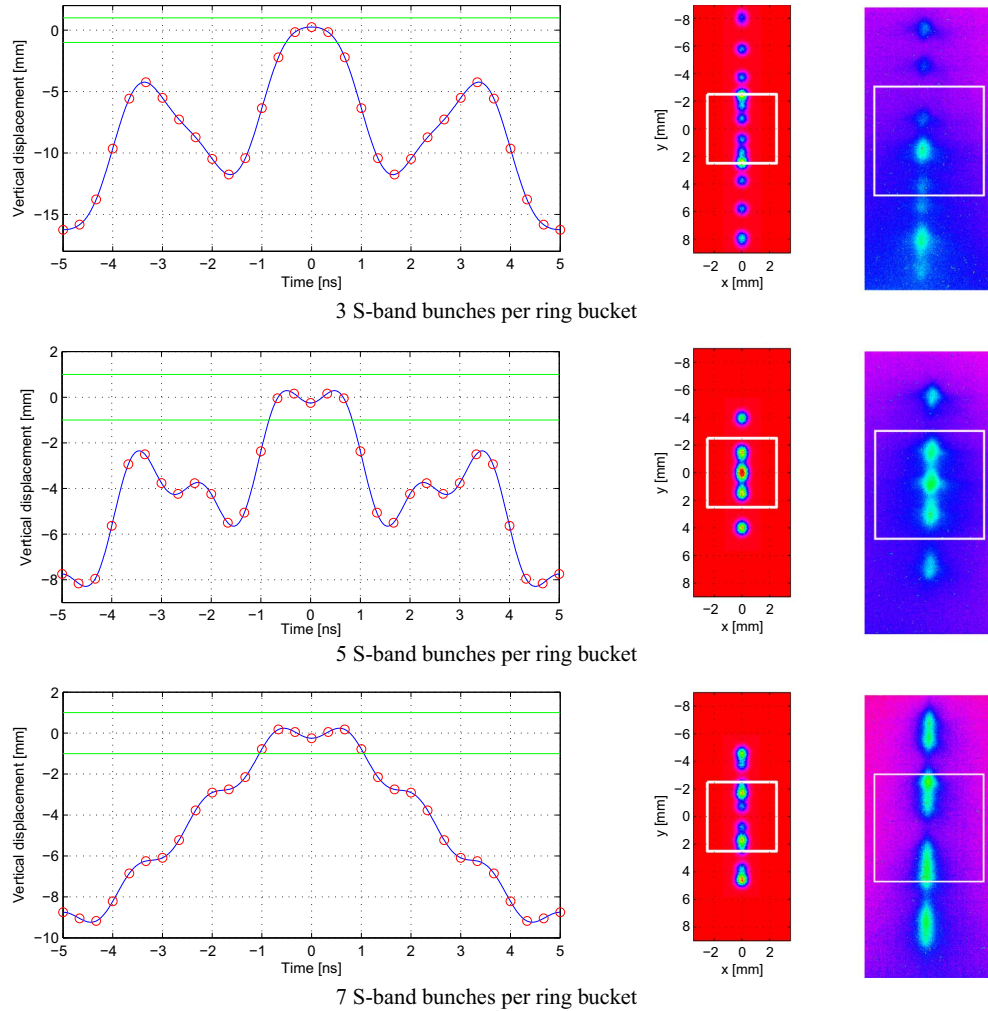 2
0
−5
−10
−15
Vertical displacement [mm]
−5 −4 −3 −2 −1 0 1 2 3 4 5
Time [ns]
−8
−6
−4
−2
0
2
4
6
8
y [mm]
−2 0 2
x [mm]
3 S-band bunches per ring bucket
2
0
−2
−4
−6
−8
Vertical displacement [mm]
−5 −4 −3 −2 −1 0 1 2 3 4 5
Time [ns]
−8
−6
−4
−2
0
2
4
6
8
y [mm]
−2 0 2
x [mm]
5 S-band bunches per ring bucket
2
0
−2
−4
−6
−8
−10
Vertical displacement [mm]
−5 −4 −3 −2 −1 0 1 2 3 4 5
Time [ns]
−8
−6
−4
−2
0
2
4
6
8
y [mm]
−2 0 2
x [mm]
7 S-band bunches per ring bucket